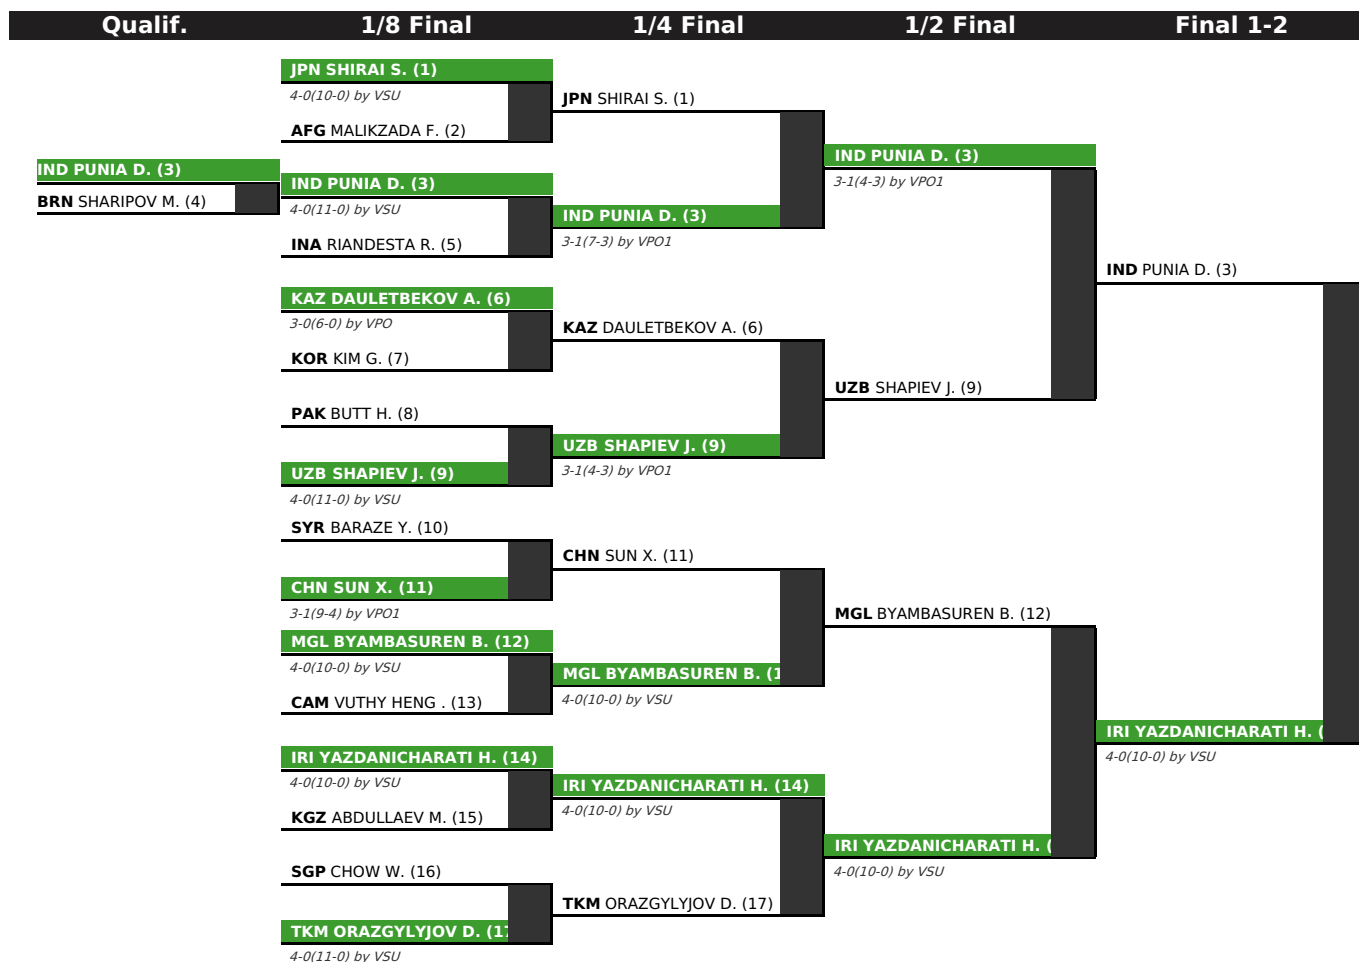 Qualif. 1/8 Final 1/4 Final 1/2 Final Final 1-2
IND PUNIA D. (3)
BRN SHARIPOV M. (4)
JPN SHIRAI S. (1)
4-0(10-0) by VSU
AFG MALIKZADA F. (2)
IND PUNIA D. (3)
4-0(11-0) by VSU
INA RIANDESTA R. (5)
KAZ DAULETBEKOV A. (6)
3-0(6-0) by VPO
KOR KIM G. (7)
PAK BUTT H. (8)
UZB SHAPIEV J. (9)
4-0(11-0) by VSU
SYR BARAZE Y. (10)
CHN SUN X. (11)
3-1(9-4) by VPO1
MGL BYAMBASUREN B. (12)
4-0(10-0) by VSU
CAM VUTHY HENG . (13)
IRI YAZDANICHARATI H. (14)
4-0(10-0) by VSU
KGZ ABDULLAEV M. (15)
SGP CHOW W. (16)
TKM ORAZGYLYJOV D. (17
4-0(11-0) by VSU
JPN SHIRAI S. (1)
IND PUNIA D. (3)
3-1(7-3) by VPO1
KAZ DAULETBEKOV A. (6)
UZB SHAPIEV J. (9)
3-1(4-3) by VPO1
CHN SUN X. (11)
MGL BYAMBASUREN B. (1
4-0(10-0) by VSU
IRI YAZDANICHARATI H. (14)
4-0(10-0) by VSU
TKM ORAZGYLYJOV D. (17)
IND PUNIA D. (3)
3-1(4-3) by VPO1
UZB SHAPIEV J. (9)
MGL BYAMBASUREN B. (12)
IRI YAZDANICHARATI H. (
4-0(10-0) by VSU
IND PUNIA D. (3)
IRI YAZDANICHARATI H. (
4-0(10-0) by VSU